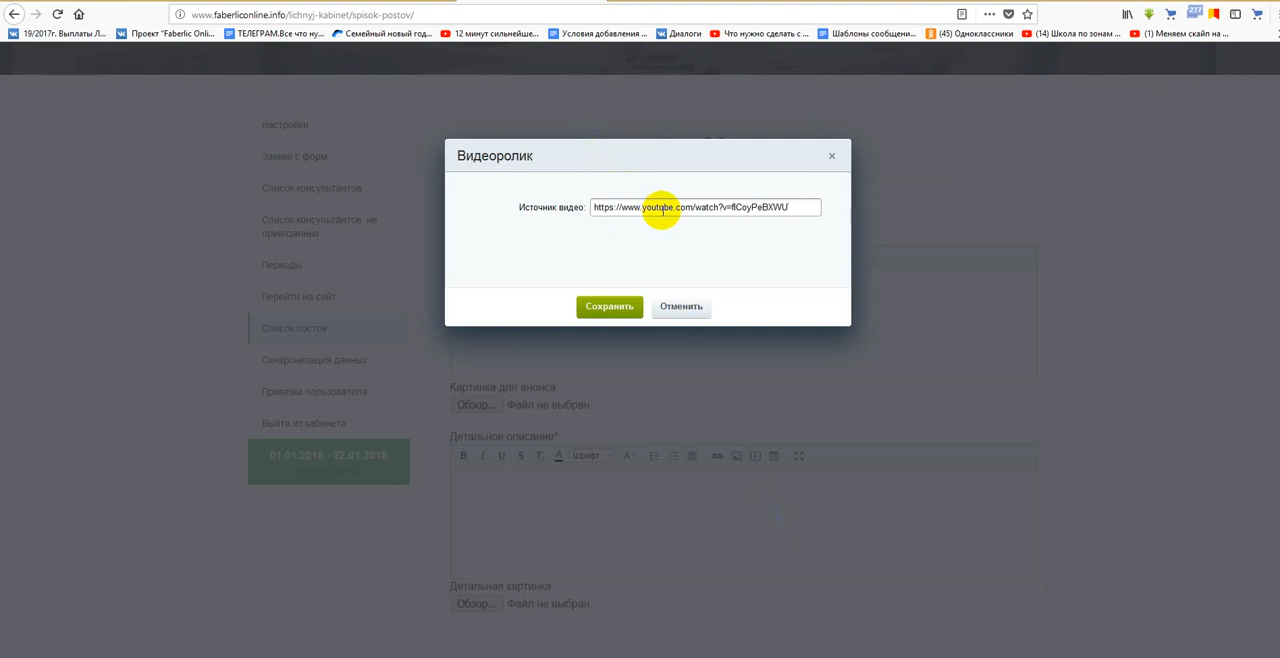 www.faberliconline.info/lichnyj-kabinet/spisok-postov/
277
19/2017г. Выплаты Л...
Проект "Faberlic Onli...
ТЕЛЕГРАМ.Все что ну...
Семейный новый год...
12 минут сильнейше...
Условия добавления ...
Диалоги
Что нужно сделать с ...
Шаблоны сообщени...
(45) Одноклассники
(14) Школа по зонам ...
(1) Меняем скайп на ...
Настройки
Заявки с форм
Список консультантов
Список консультантов не
привязанных
Периоды
Перейти на сайт
Список постов
Синхронизация данных
Привязка пользователя
Выйти из кабинета
01.01.2018 - 22.01.2018
Видеоролик
×
Источник видео:
https://www.youtube.com/watch?v=flCoyPeBXWU
Сохранить
Отменить
Картинка для анонса
Обзор... Файл не выбран.
Детальное описание*
B I U S T A Шрифт A
Детальная картинка
Обзор... Файл не выбран.